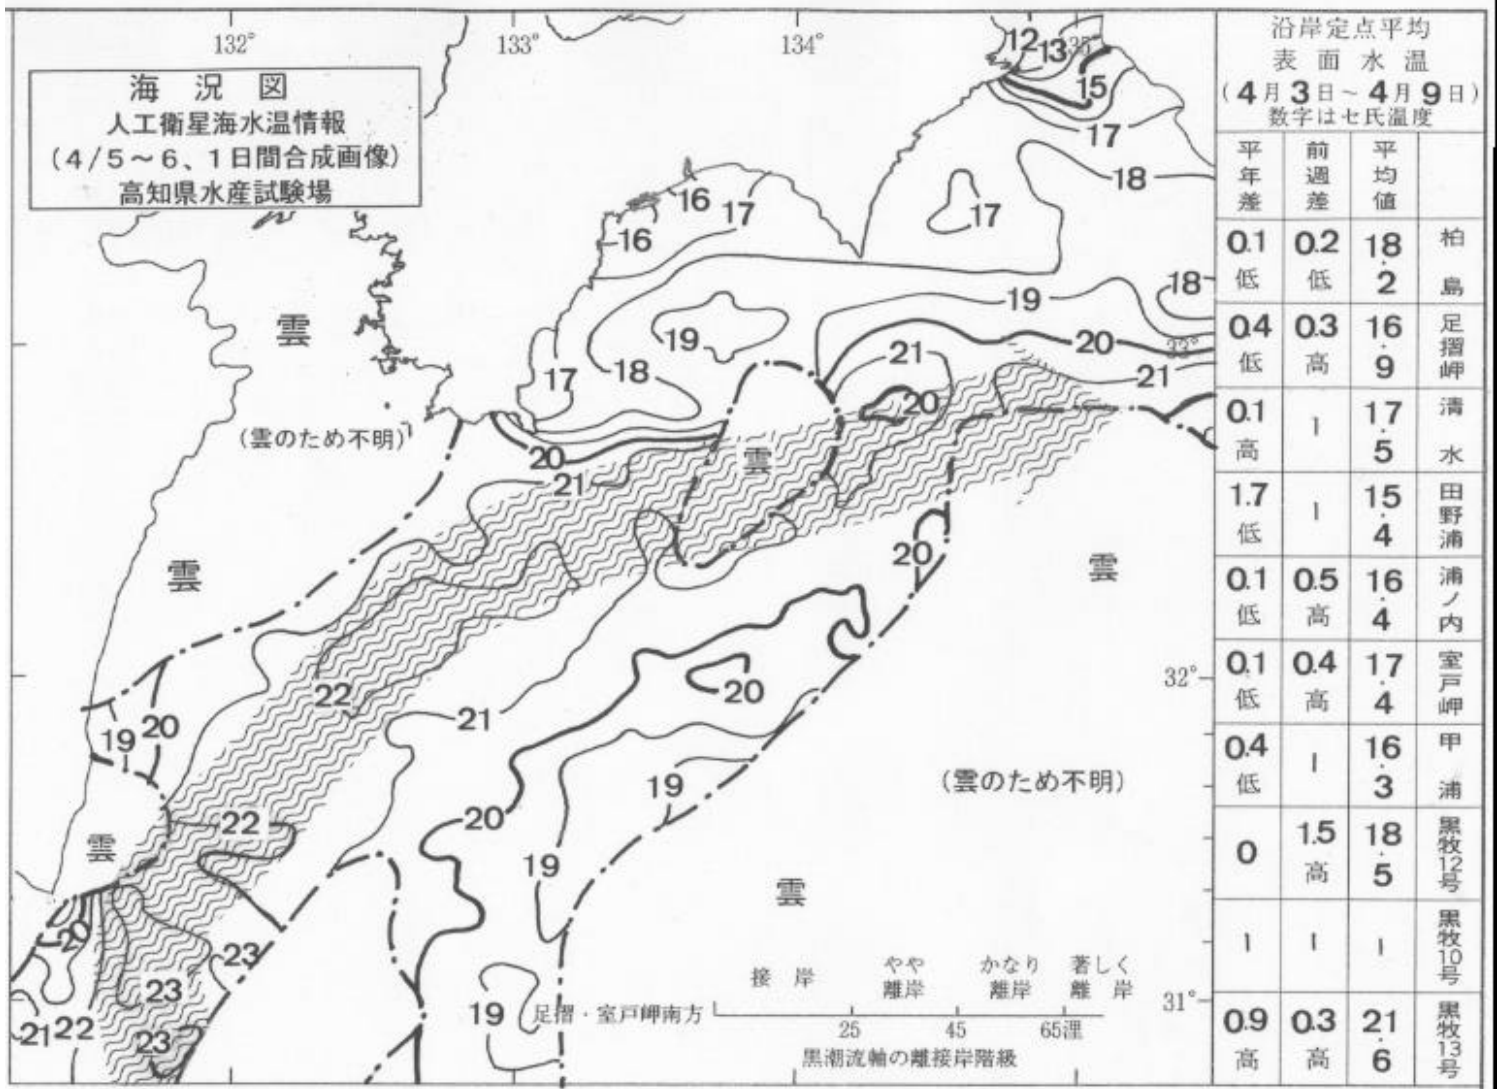 132°
133°
134°
35°
海況図
人工衛星海水温情報
(4/5〜6、1日間合成画像)
高知県水産試験場
12
13
15
17
18
16
17
17
16
18
19
19
20
33°
21
21
20
17
18
雲
雲
(雲のため不明)
20
21
雲
20
雲
32°
22
21
20
19
20
(雲のため不明)
19
20
22
雲
19
雲
20
23
23
19
21
22
23
31°
接岸
やや
離岸
かなり
離岸
著しく
離岸
足摺・室戸岬南方
25
45
65浬
黒潮流軸の離接岸階級
沿岸定点平均
表面水温
(4月3日〜4月9日)
数字はセ氏温度
平年差 前週差 平均値
0.1低 0.2低 18.2 柏島
0.4低 0.3高 16.9 足摺岬
0.1高 ー 17.5 清水
1.7低 ー 15.4 田野浦
0.1低 0.5高 16.4 浦ノ内
0.1低 0.4高 17.4 室戸岬
0.4低 ー 16.3 甲浦
0 1.5高 18.5 黒牧12号
ー ー ー 黒牧10号
0.9高 0.3高 21.6 黒牧13号